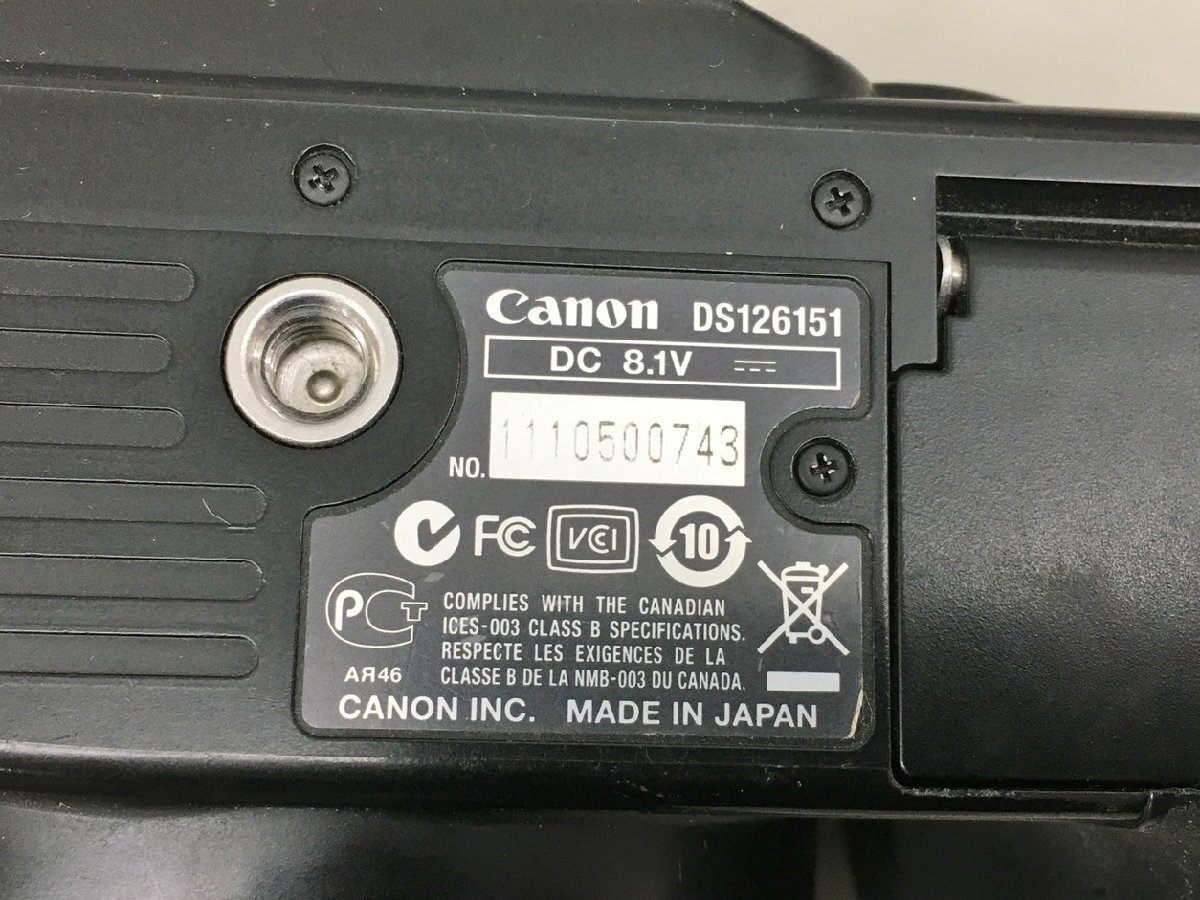 Canon DS126151
DC 8.1V
NO. 1110500743
FC VCI 10
PCT
COMPLIES WITH THE CANADIAN
ICES-003 CLASS B SPECIFICATIONS.
RESPECTE LES EXIGENCES DE LA
АЯ46 CLASSE B DE LA NMB-003 DU CANADA.
CANON INC. MADE IN JAPAN